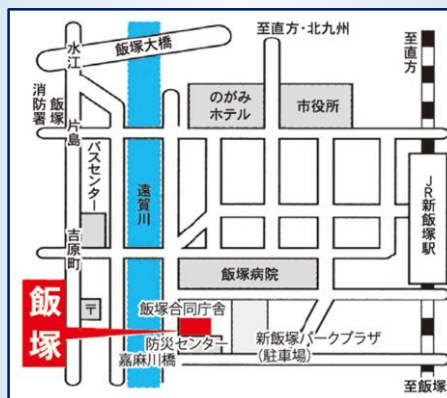 至直方・北九州
至直方
水江
飯塚大橋
のがみ
ホテル
市役所
飯塚
消防署
片島
バスセンター
遠賀川
JR新飯塚駅
吉原町
飯塚病院
飯塚
〒
飯塚合同庁舎
防災センター
嘉麻川橋
新飯塚パークプラザ
(駐車場)
至飯塚